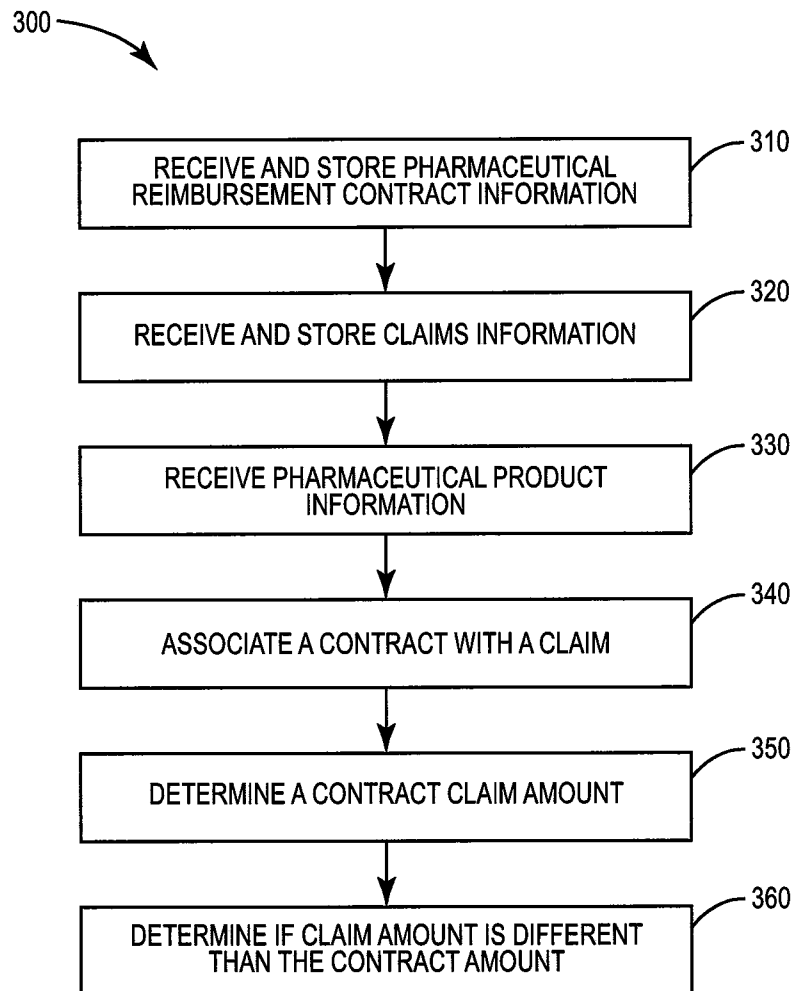 300
310
RECEIVE AND STORE PHARMACEUTICAL
REIMBURSEMENT CONTRACT INFORMATION
320
RECEIVE AND STORE CLAIMS INFORMATION
330
RECEIVE PHARMACEUTICAL PRODUCT
INFORMATION
340
ASSOCIATE A CONTRACT WITH A CLAIM
350
DETERMINE A CONTRACT CLAIM AMOUNT
360
DETERMINE IF CLAIM AMOUNT IS DIFFERENT
THAN THE CONTRACT AMOUNT